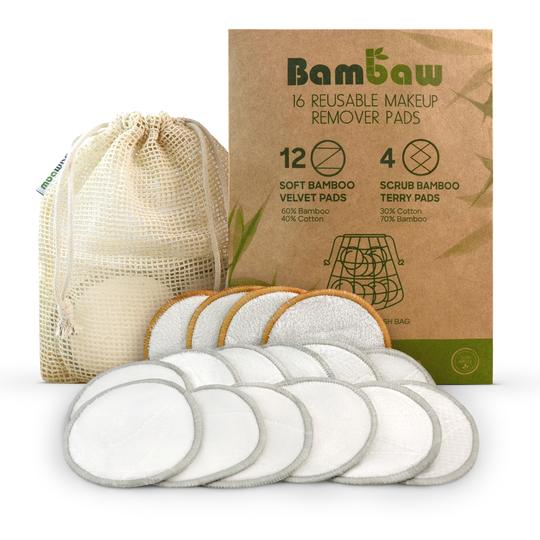 Bambaw
16 REUSABLE MAKEUP
REMOVER PADS
12
SOFT BAMBOO
VELVET PADS
60% Bamboo
40% Cotton
4
SCRUB BAMBOO
TERRY PADS
30% Cotton
70% Bamboo
BAG